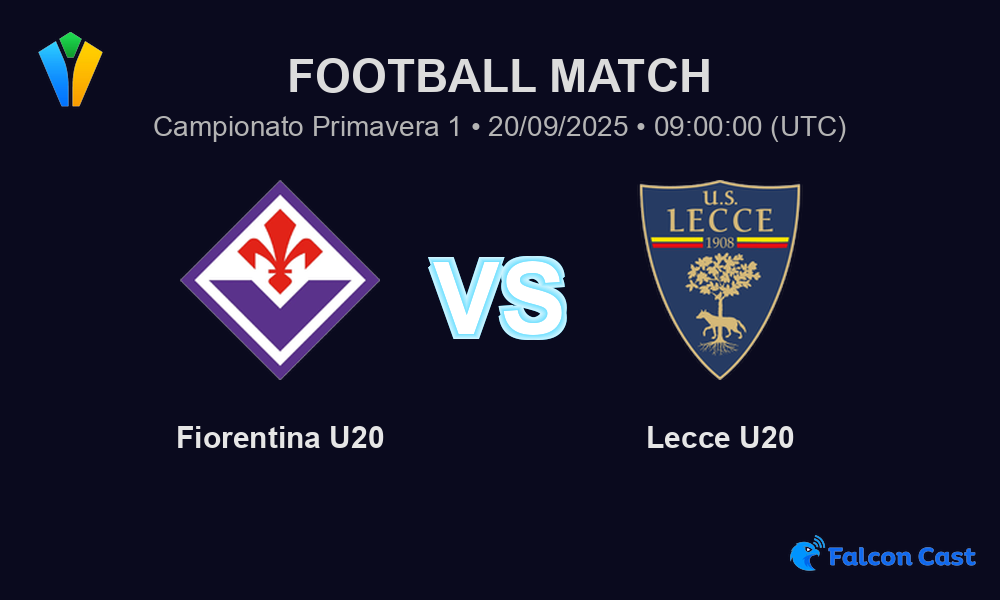 FOOTBALL MATCH
Campionato Primavera 1 • 20/09/2025 • 09:00:00 (UTC)
U.S.
LECCE
1908
VS
Fiorentina U20
Lecce U20
Falcon Cast